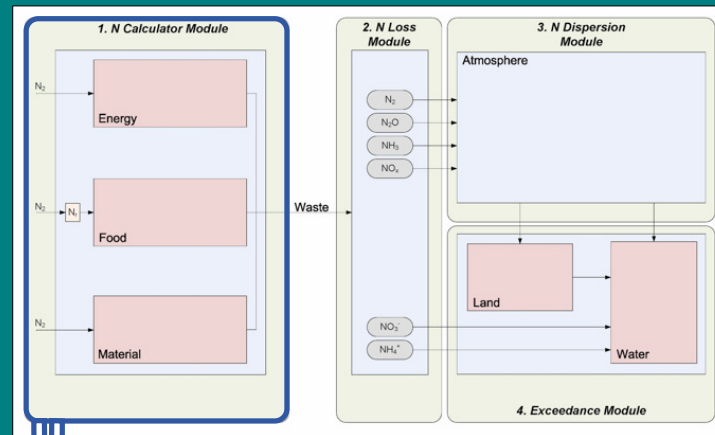 1. N Calculator Module
N₂
Energy
N₂
Nᵣ
Food
N₂
Material
Waste
2. N Loss
Module
N₂
N₂O
NH₃
NOₓ
NO₃⁻
NH₄⁺
3. N Dispersion
Module
Atmosphere
Land
Water
4. Exceedance Module